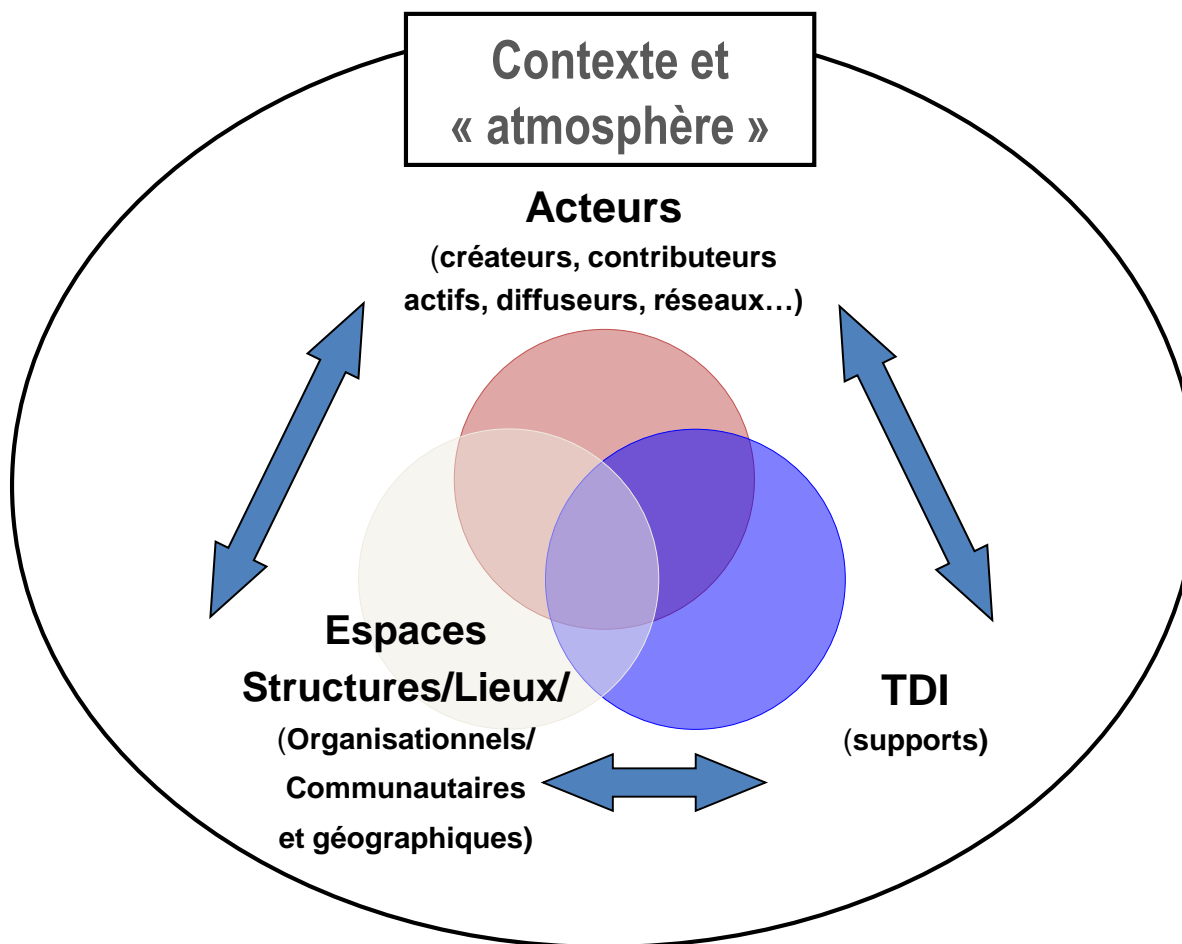 Contexte et
« atmosphère »
Acteurs
(créateurs, contributeurs
actifs, diffuseurs, réseaux…)
Espaces
Structures/Lieux/
(Organisationnels/
Communautaires
et géographiques)
TDI
(supports)